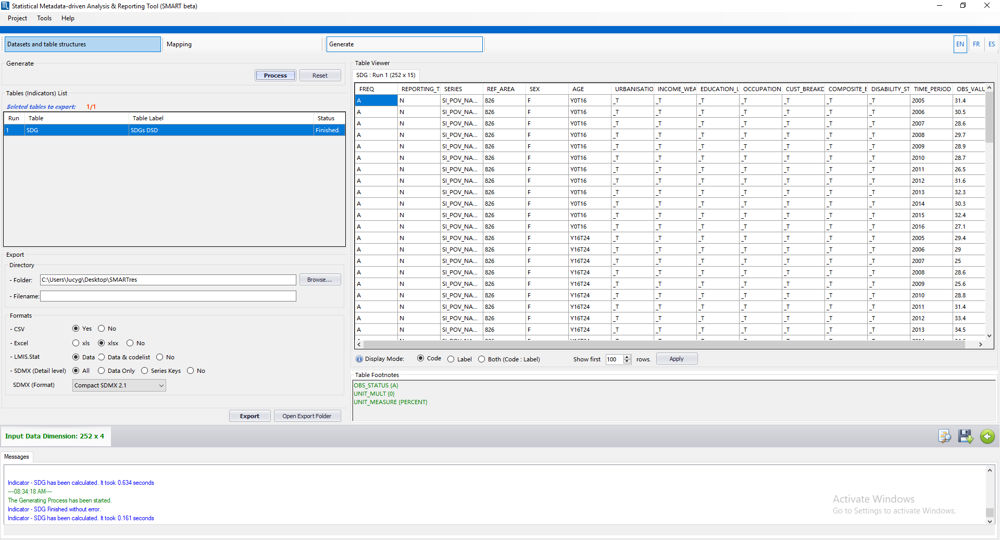 Statistical Metadata-driven Analysis & Reporting Tool (SMART beta)
Project Tools Help
Datasets and table structures Mapping Generate EN FR ES
Generate
Process Reset
Tables (Indicators) List
Seleted tables to export: 1/1
Run Table Table Label Status
1 SDG SDGs DSD Finished.
Export
Directory
- Folder: C:\Users\lucyg\Desktop\SMARTres Browse...
- Filename:
Formats
- CSV Yes No
- Excel xls xlsx No
- LMIS.Stat Data Data & codelist No
- SDMX (Detail level) All Data Only Series Keys No
SDMX (Format) Compact SDMX 2.1
Export Open Export Folder
Table Viewer
SDG : Run 1 (252 x 15)
FREQ REPORTING_T SERIES REF_AREA SEX AGE URBANISATIO INCOME_WEA EDUCATION_L OCCUPATION CUST_BREAKD COMPOSITE_E DISABILITY_ST TIME_PERIOD OBS_VALU
A N SI_POV_NA... 826 F Y0T16 _T _T _T _T _T _T _T 2005 31.4
A N SI_POV_NA... 826 F Y0T16 _T _T _T _T _T _T _T 2006 30.5
A N SI_POV_NA... 826 F Y0T16 _T _T _T _T _T _T _T 2007 28.6
A N SI_POV_NA... 826 F Y0T16 _T _T _T _T _T _T _T 2008 29.7
A N SI_POV_NA... 826 F Y0T16 _T _T _T _T _T _T _T 2009 28.9
A N SI_POV_NA... 826 F Y0T16 _T _T _T _T _T _T _T 2010 28.7
A N SI_POV_NA... 826 F Y0T16 _T _T _T _T _T _T _T 2011 26.5
A N SI_POV_NA... 826 F Y0T16 _T _T _T _T _T _T _T 2012 31.6
A N SI_POV_NA... 826 F Y0T16 _T _T _T _T _T _T _T 2013 32.3
A N SI_POV_NA... 826 F Y0T16 _T _T _T _T _T _T _T 2014 30.3
A N SI_POV_NA... 826 F Y0T16 _T _T _T _T _T _T _T 2015 32.4
A N SI_POV_NA... 826 F Y0T16 _T _T _T _T _T _T _T 2016 27.1
A N SI_POV_NA... 826 F Y16T24 _T _T _T _T _T _T _T 2005 29.4
A N SI_POV_NA... 826 F Y16T24 _T _T _T _T _T _T _T 2006 29
A N SI_POV_NA... 826 F Y16T24 _T _T _T _T _T _T _T 2007 25
A N SI_POV_NA... 826 F Y16T24 _T _T _T _T _T _T _T 2008 28.6
A N SI_POV_NA... 826 F Y16T24 _T _T _T _T _T _T _T 2009 25.6
A N SI_POV_NA... 826 F Y16T24 _T _T _T _T _T _T _T 2010 28.8
A N SI_POV_NA... 826 F Y16T24 _T _T _T _T _T _T _T 2011 31.4
A N SI_POV_NA... 826 F Y16T24 _T _T _T _T _T _T _T 2012 33.4
A N SI_POV_NA... 826 F Y16T24 _T _T _T _T _T _T _T 2013 34.5
Display Mode: Code Label Both (Code : Label) Show first 100 rows. Apply
Table Footnotes
OBS_STATUS {A}
UNIT_MULT {0}
UNIT_MEASURE {PERCENT}
Input Data Dimension: 252 x 4
Messages
Indicator - SDG has been calculated. It took 0.634 seconds
----08:34:18 AM----
The Generating Process has been started.
Indicator - SDG Finished without error.
Indicator - SDG has been calculated. It took 0.161 seconds
Activate Windows
Go to Settings to activate Windows.